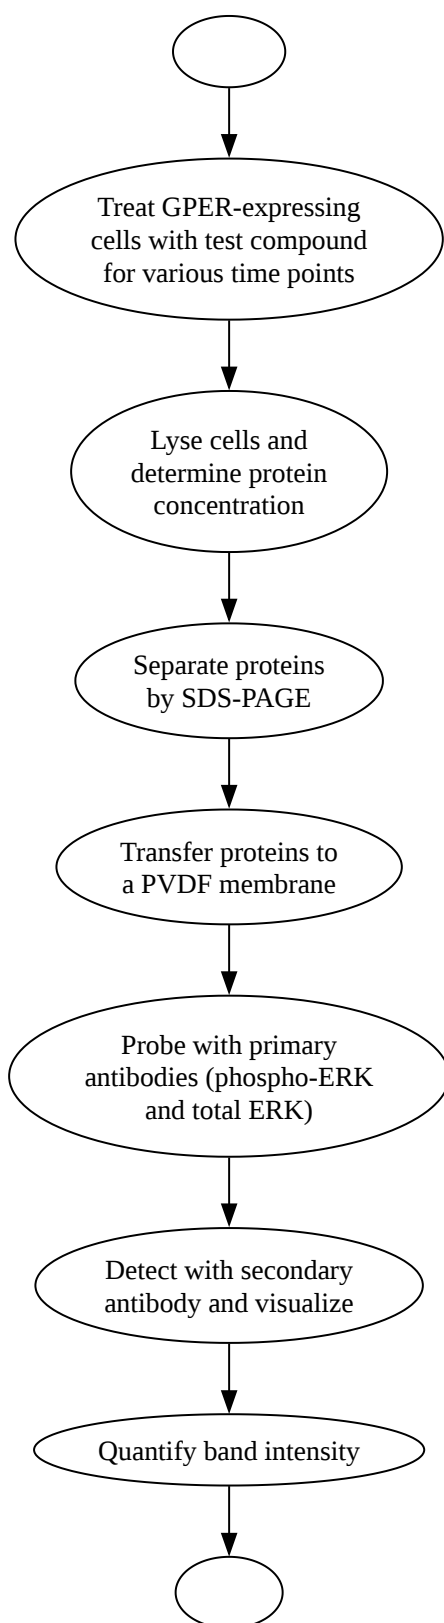 Treat GPER-expressing
cells with test compound
for various time points
Lyse cells and
determine protein
concentration
Separate proteins
by SDS-PAGE
Transfer proteins to
a PVDF membrane
Probe with primary
antibodies (phospho-ERK
and total ERK)
Detect with secondary
antibody and visualize
Quantify band intensity